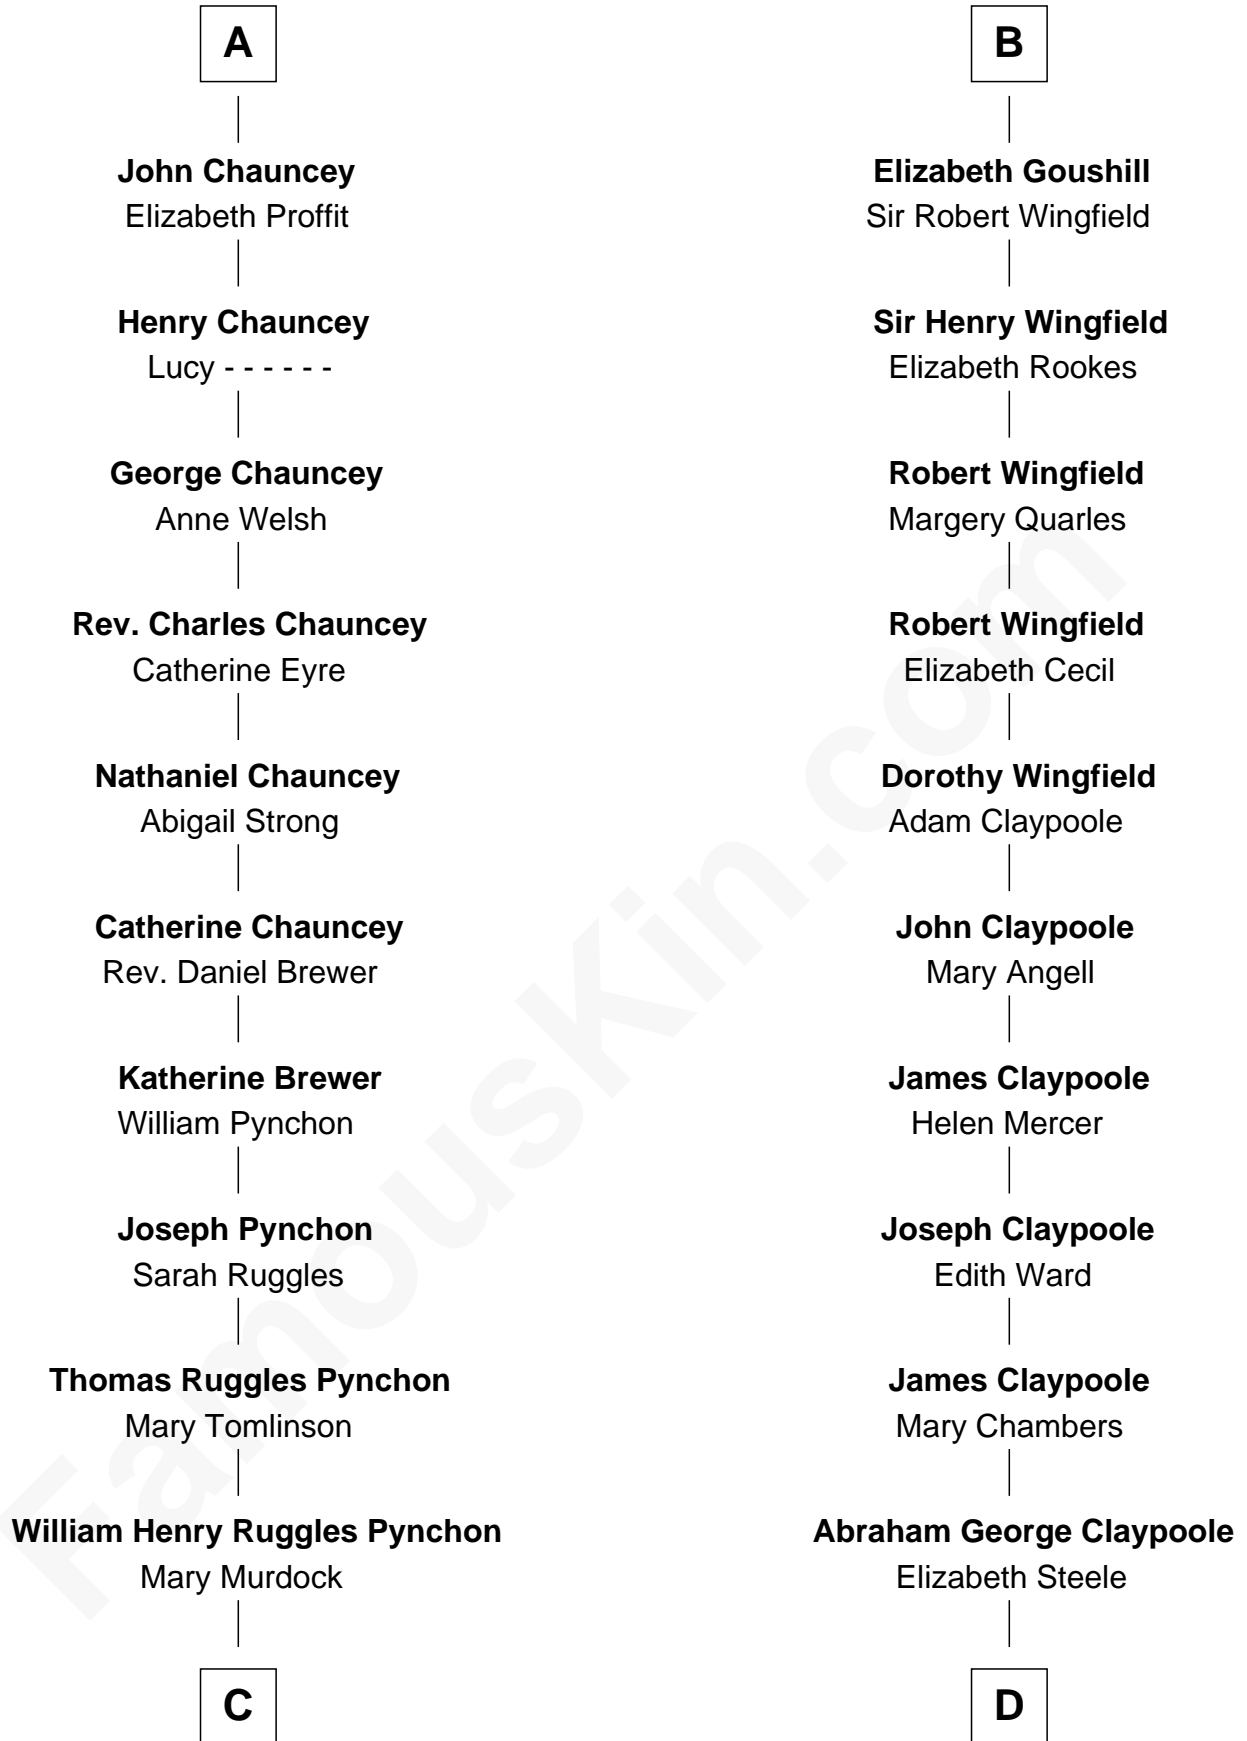 A
John Chauncey
Elizabeth Proffit
Henry Chauncey
Lucy - - - - - -
George Chauncey
Anne Welsh
Rev. Charles Chauncey
Catherine Eyre
Nathaniel Chauncey
Abigail Strong
Catherine Chauncey
Rev. Daniel Brewer
Katherine Brewer
William Pynchon
Joseph Pynchon
Sarah Ruggles
Thomas Ruggles Pynchon
Mary Tomlinson
William Henry Ruggles Pynchon
Mary Murdock
C
B
Elizabeth Goushill
Sir Robert Wingfield
Sir Henry Wingfield
Elizabeth Rookes
Robert Wingfield
Margery Quarles
Robert Wingfield
Elizabeth Cecil
Dorothy Wingfield
Adam Claypoole
John Claypoole
Mary Angell
James Claypoole
Helen Mercer
Joseph Claypoole
Edith Ward
James Claypoole
Mary Chambers
Abraham George Claypoole
Elizabeth Steele
D
FamousKin.com